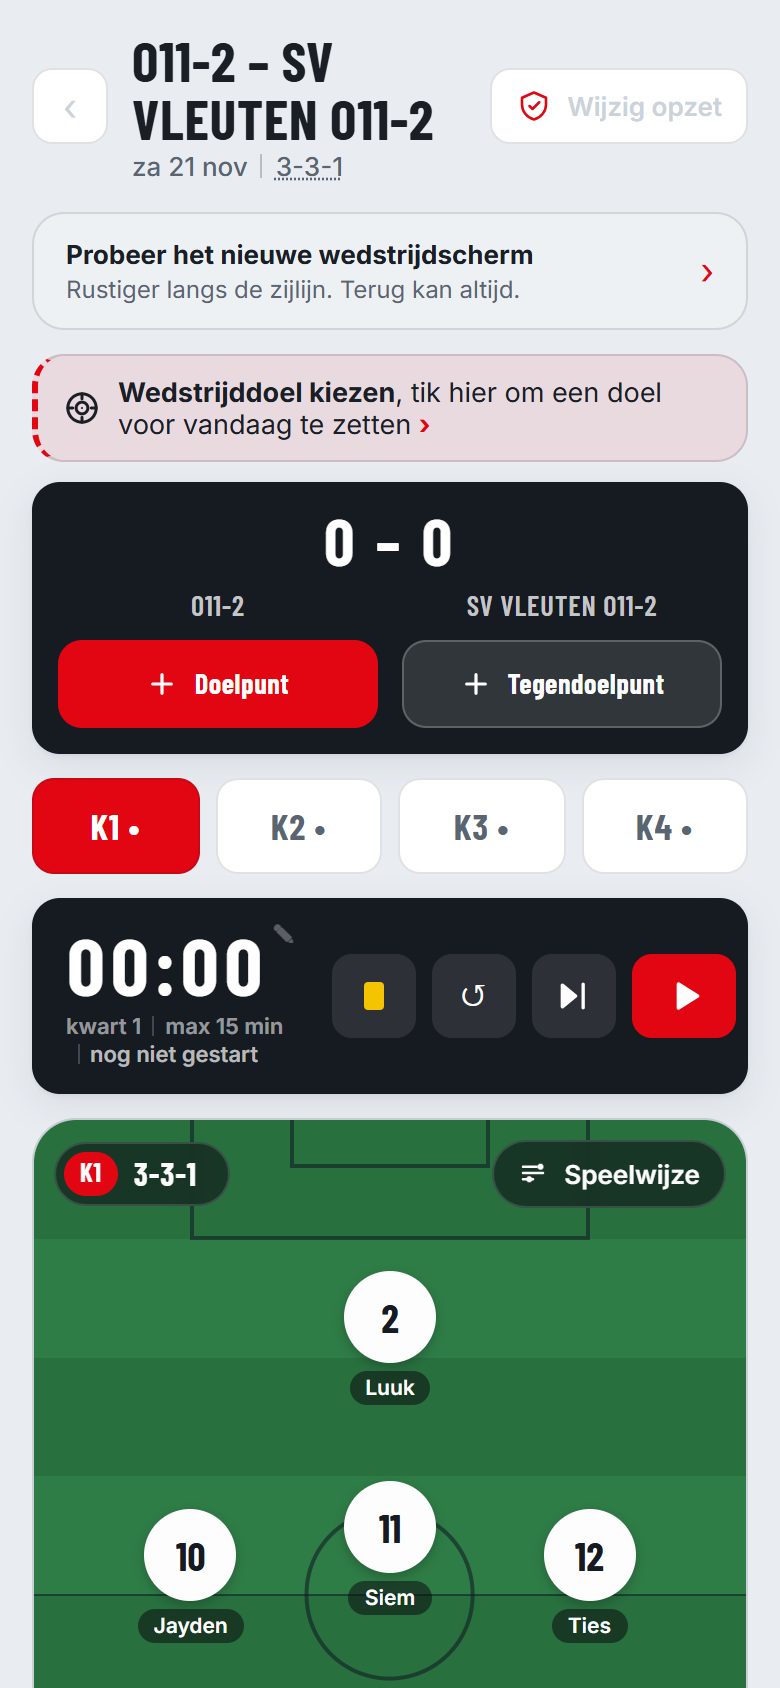 O11-2 – SV
VLEUTEN O11-2
Wijzig opzet
za 21 nov | 3-3-1
Probeer het nieuwe wedstrijdscherm
Rustiger langs de zijlijn. Terug kan altijd.
Wedstrijddoel kiezen, tik hier om een doel
voor vandaag te zetten ›
0 – 0
O11-2
SV VLEUTEN O11-2
+ Doelpunt
+ Tegendoelpunt
K1 •
K2 •
K3 •
K4 •
00:00
kwart 1 | max 15 min
| nog niet gestart
K1 3-3-1
Speelwijze
2
Luuk
11
Siem
10
Jayden
12
Ties